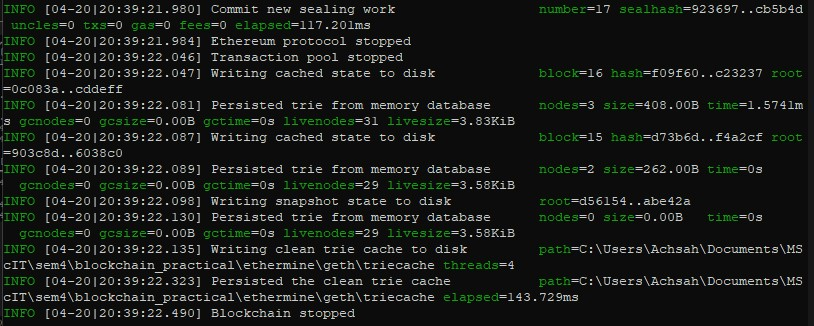 INFO [04-20|20:39:21.980] Commit new sealing work number=17 sealhash=923697..cb5b4d
uncles=0 txs=0 gas=0 fees=0 elapsed=117.201ms
INFO [04-20|20:39:21.984] Ethereum protocol stopped
INFO [04-20|20:39:22.046] Transaction pool stopped
INFO [04-20|20:39:22.047] Writing cached state to disk block=16 hash=f09f60..c23237 root
=0c083a..cddeff
INFO [04-20|20:39:22.081] Persisted trie from memory database nodes=3 size=408.00B time=1.5741m
s gcnodes=0 gcsize=0.00B gctime=0s livenodes=31 livesize=3.83KiB
INFO [04-20|20:39:22.087] Writing cached state to disk block=15 hash=d73b6d..f4a2cf root
=903c8d..6038c0
INFO [04-20|20:39:22.089] Persisted trie from memory database nodes=2 size=262.00B time=0s
gcnodes=0 gcsize=0.00B gctime=0s livenodes=29 livesize=3.58KiB
INFO [04-20|20:39:22.098] Writing snapshot state to disk root=d56154..abe42a
INFO [04-20|20:39:22.130] Persisted trie from memory database nodes=0 size=0.00B time=0s
gcnodes=0 gcsize=0.00B gctime=0s livenodes=29 livesize=3.58KiB
INFO [04-20|20:39:22.135] Writing clean trie cache to disk path=C:\Users\Achsah\Documents\MS
cIT\sem4\blockchain_practical\ethermine\geth\triecache threads=4
INFO [04-20|20:39:22.323] Persisted the clean trie cache path=C:\Users\Achsah\Documents\MS
cIT\sem4\blockchain_practical\ethermine\geth\triecache elapsed=143.729ms
INFO [04-20|20:39:22.490] Blockchain stopped